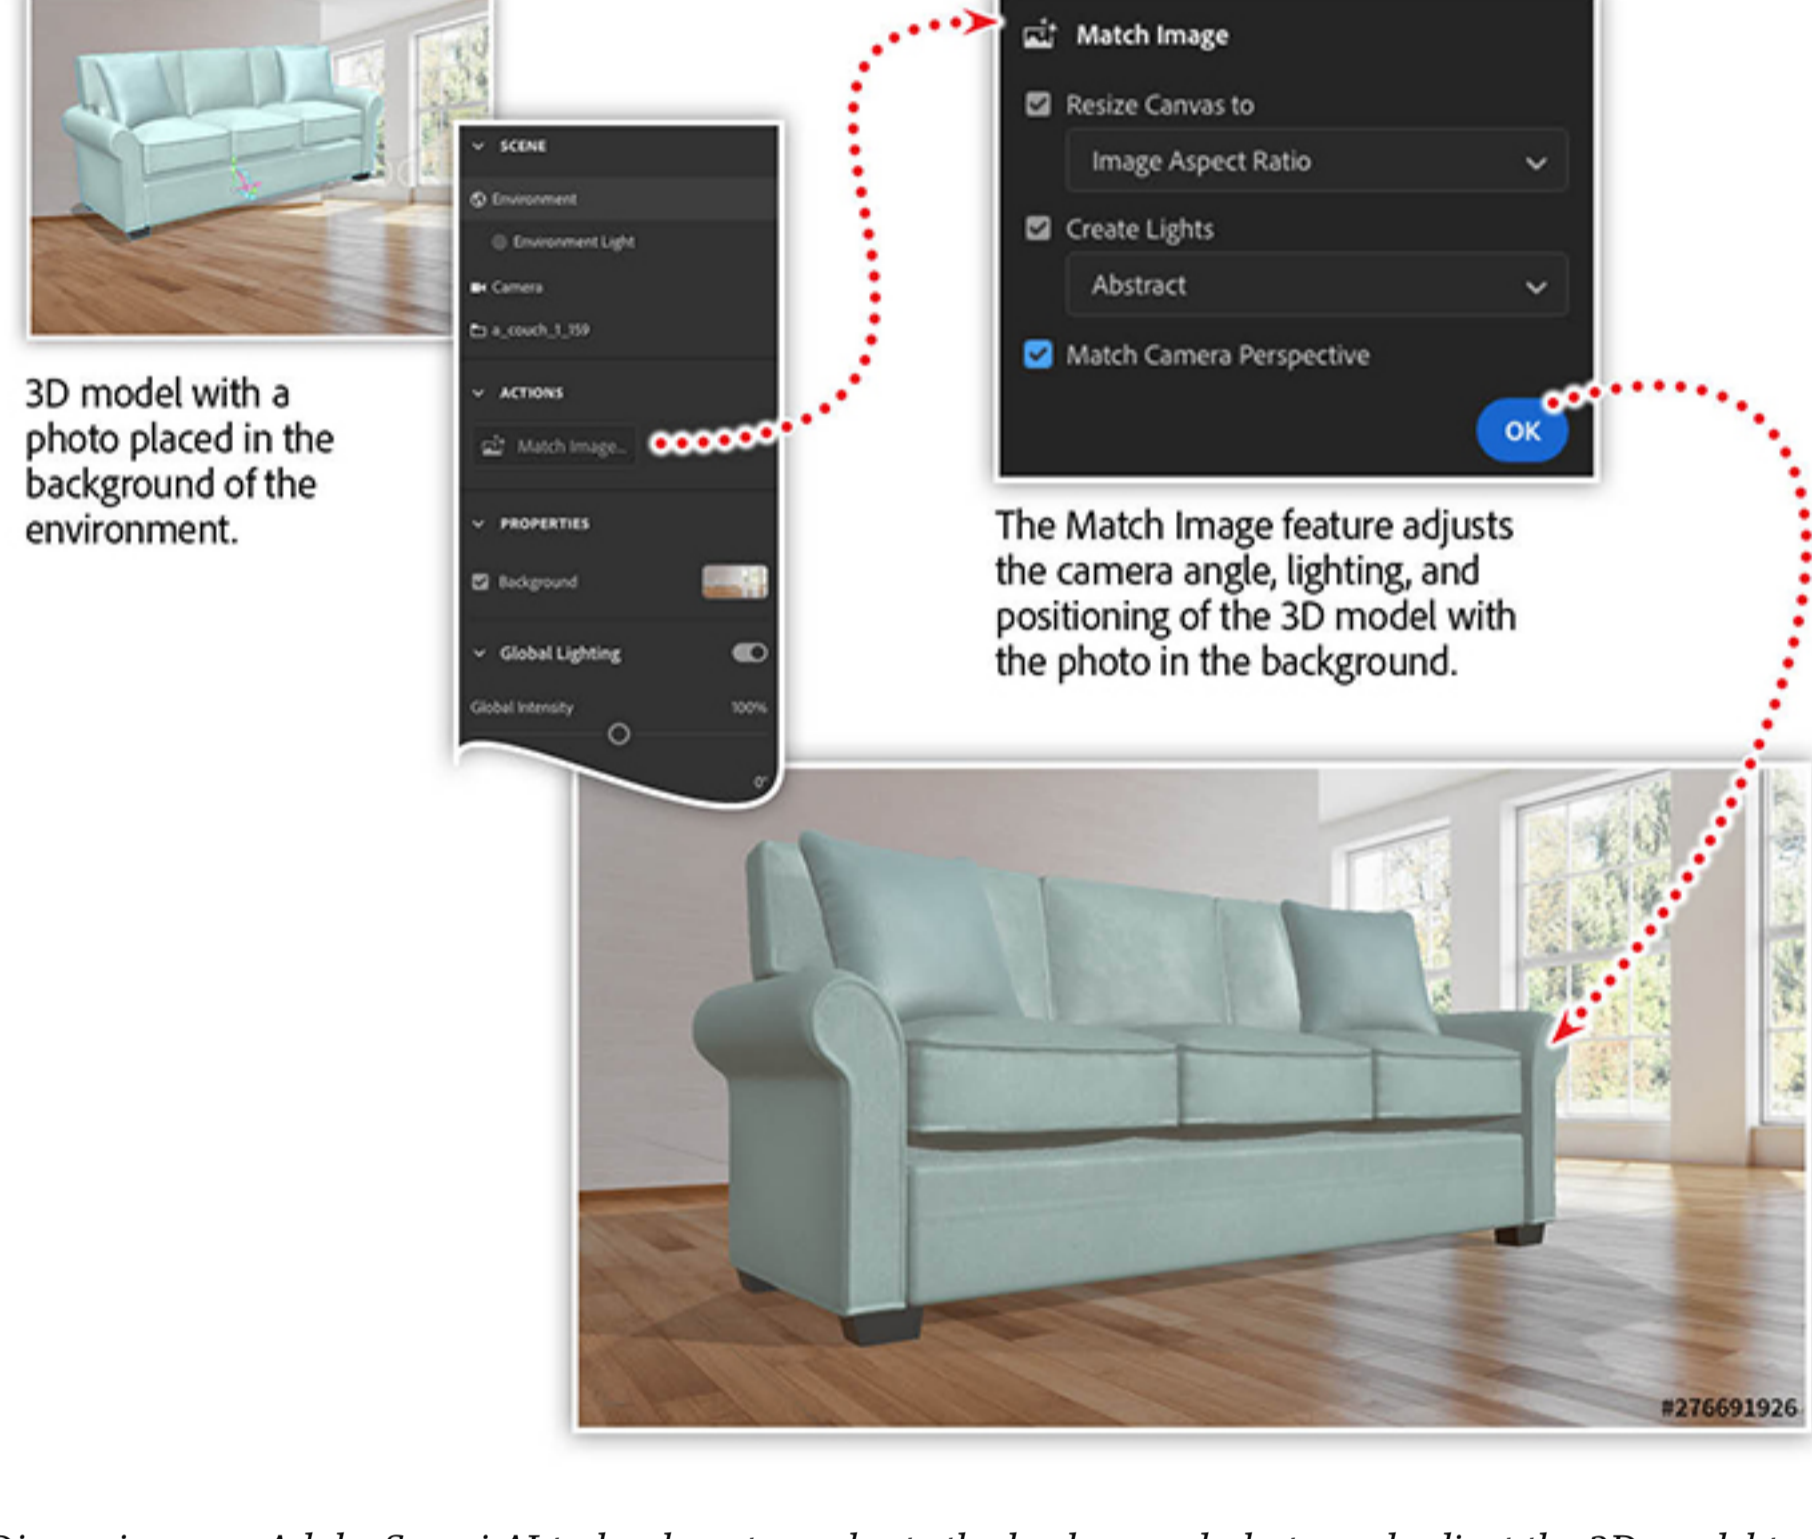 3D model with a
photo placed in the
background of the
environment.
SCENE
Environment
Environment Light
Camera
a_couch_1_159
ACTIONS
Match Image...
PROPERTIES
Background
Global Lighting
Global Intensity 100%
0°
Match Image
Resize Canvas to
Image Aspect Ratio
Create Lights
Abstract
Match Camera Perspective
OK
The Match Image feature adjusts
the camera angle, lighting, and
positioning of the 3D model with
the photo in the background.
#276691926